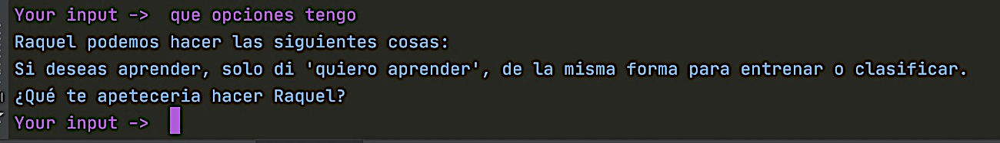 Your input ->  que opciones tengo
Raquel podemos hacer las siguientes cosas:
Si deseas aprender, solo di 'quiero aprender', de la misma forma para entrenar o clasificar.
¿Qué te apeteceria hacer Raquel?
Your input ->